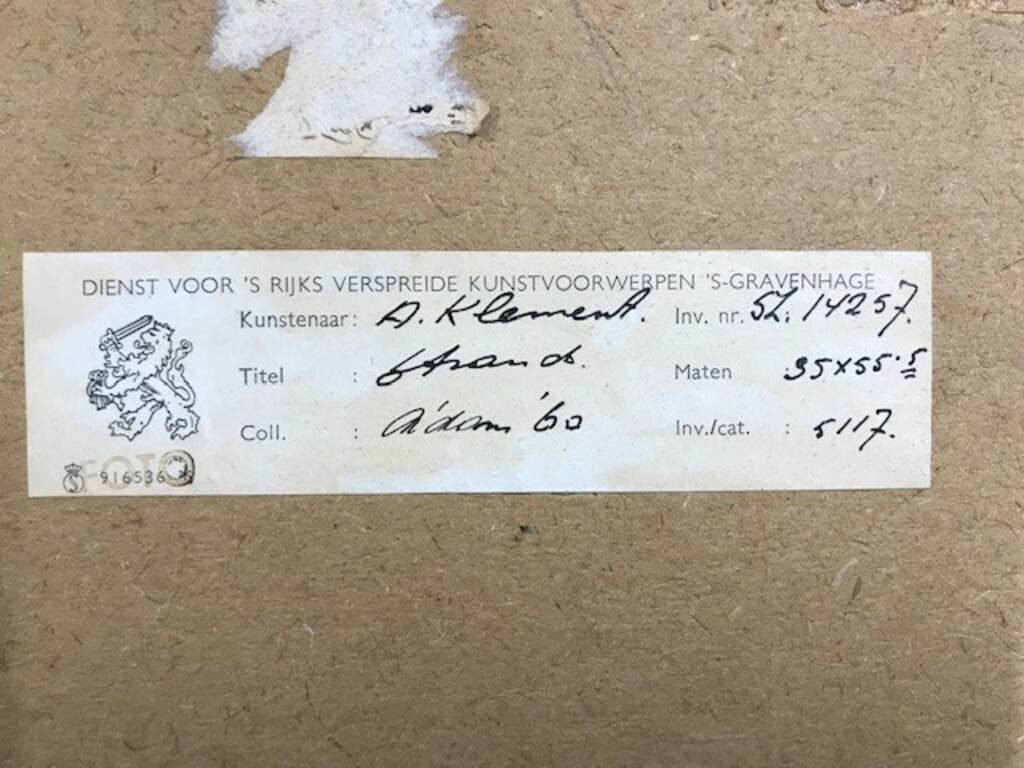 DIENST VOOR 'S RIJKS VERSPREIDE KUNSTVOORWERPEN 'S-GRAVENHAGE
Kunstenaar: A. Klement. Inv. nr. SZ. 14257.
Titel : Strand. Maten 35x55.5
Coll. : A'dam '60 Inv./cat. : 5117.
FOTO
916536